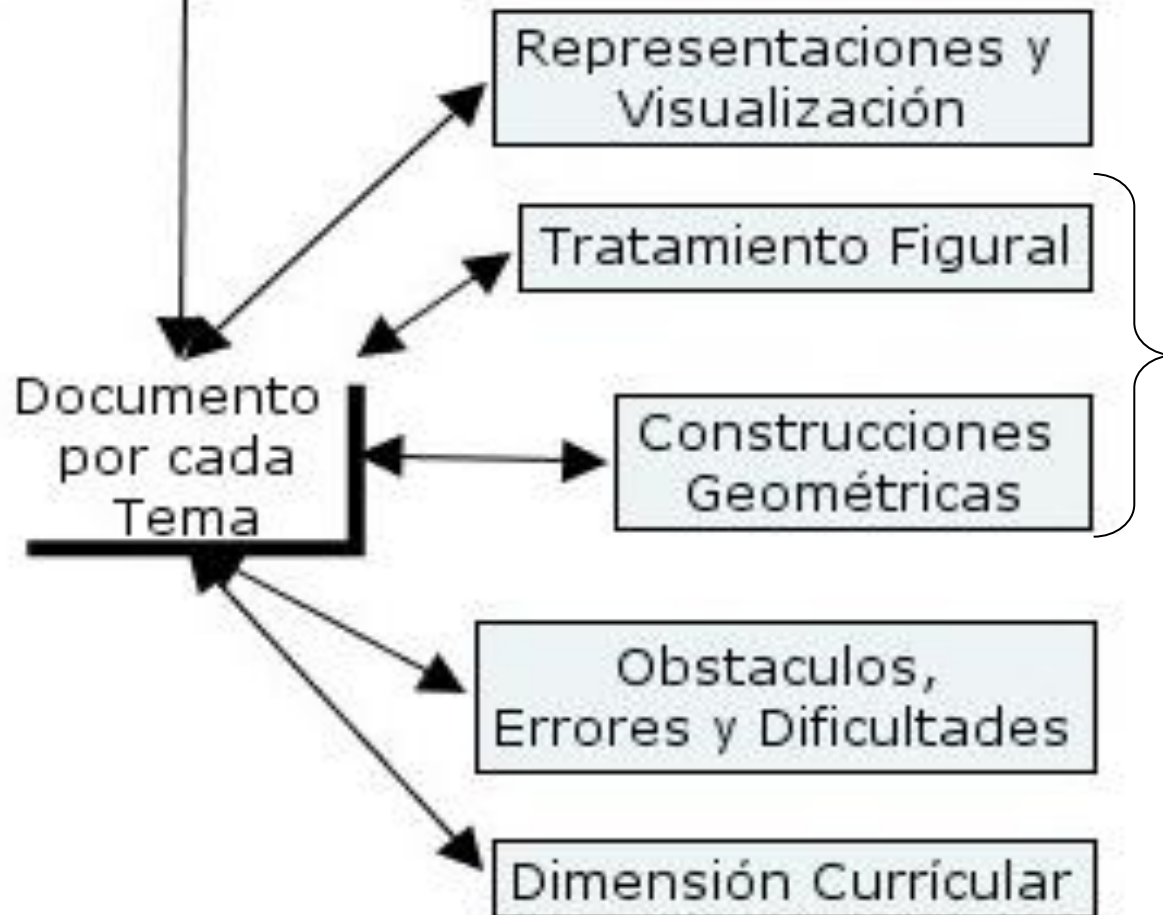 Representaciones y
Visualización
Tratamiento Figural
Documento
por cada
Tema
Construcciones
Geométricas
Obstaculos,
Errores y Dificultades
Dimensión Currícular